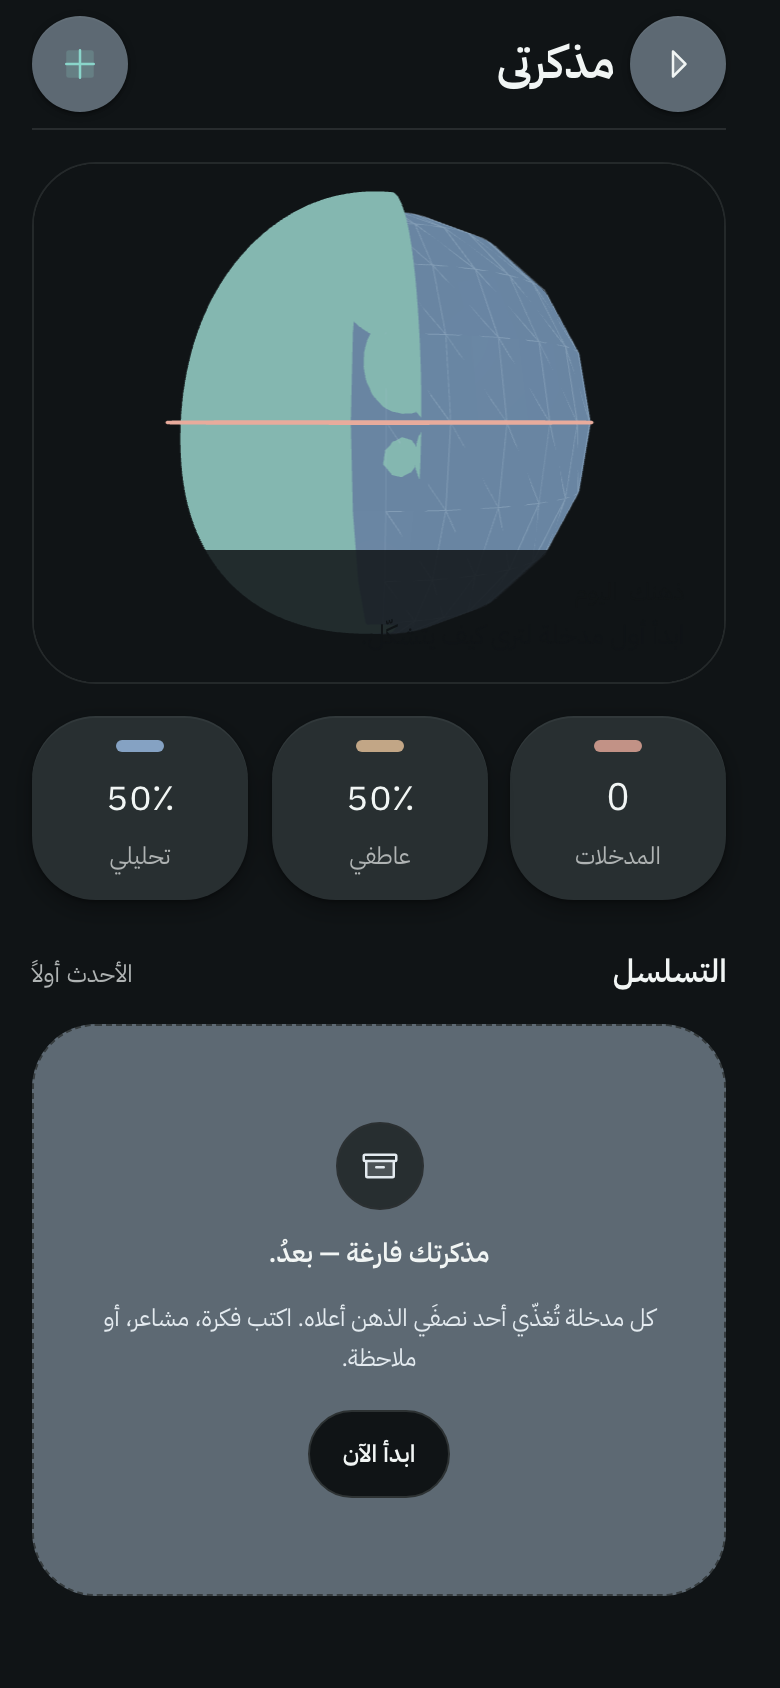 مذكرتي
0
المدخلات
50٪
عاطفي
50٪
تحليلي
التسلسل
الأحدث أولاً
مذكرتك فارغة — بعدُ.
كل مدخلة تُغذّي أحد نصفَي الذهن أعلاه. اكتب فكرة، مشاعر، أو
ملاحظة.
ابدأ الآن